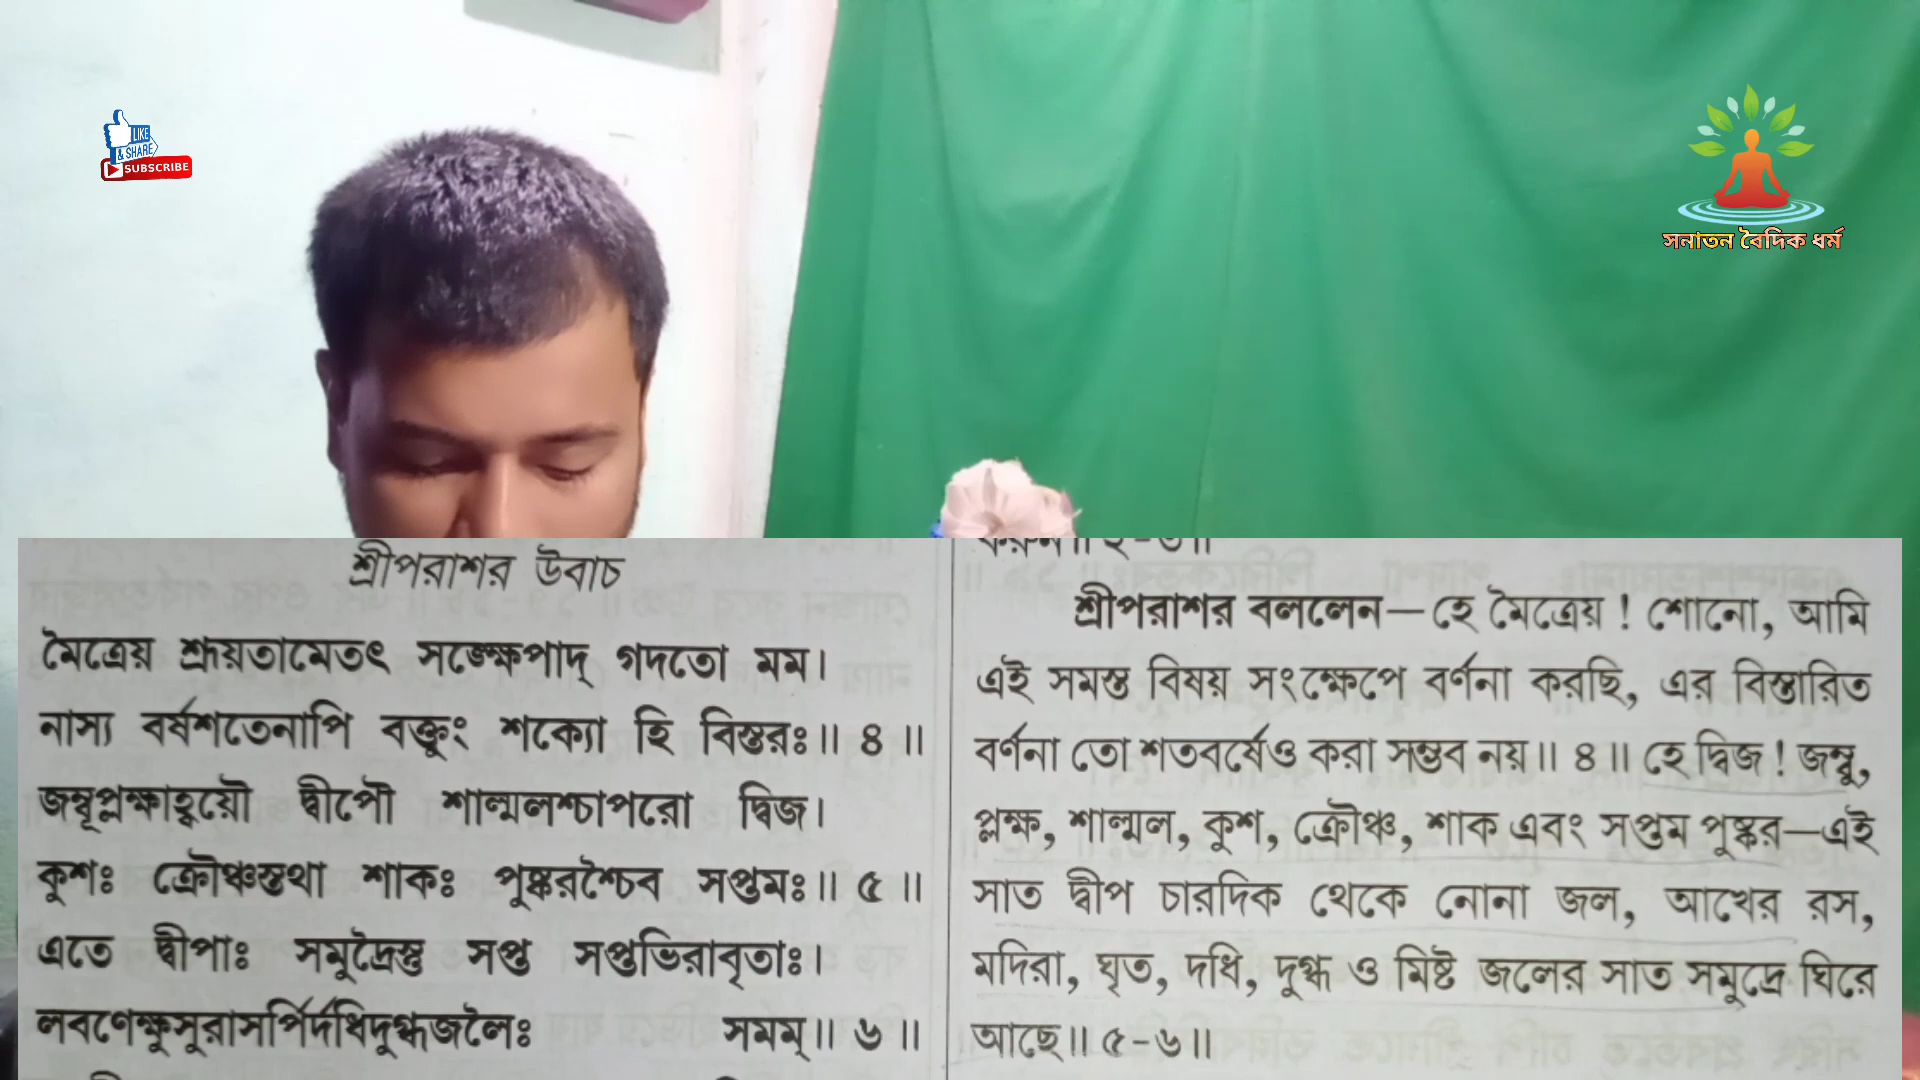 LIKE
& SHARE
SUBSCRIBE
সনাতন বৈদিক ধর্ম
শ্রীপরাশর উবাচ
মৈত্রেয় শ্রূয়তামেতৎ সঙ্ক্ষেপাদ্ গদতো মম।
নাস্য বর্ষশতেনাপি বক্তুং শক্যো হি বিস্তরঃ॥ ৪ ॥
জম্বূপ্লক্ষাহ্বয়ৌ দ্বীপৌ শাল্মলশ্চাপরো দ্বিজ।
কুশঃ ক্রৌঞ্চস্তথা শাকঃ পুষ্করশ্চৈব সপ্তমঃ॥ ৫ ॥
এতে দ্বীপাঃ সমুদ্রৈস্তু সপ্ত সপ্তভিরাবৃতাঃ।
লবণেক্ষুসুরাসর্পির্দধিদুগ্ধজলৈঃ সমম্॥ ৬ ॥
শ্রীপরাশর বললেন—হে মৈত্রেয় ! শোনো, আমি
এই সমস্ত বিষয় সংক্ষেপে বর্ণনা করছি, এর বিস্তারিত
বর্ণনা তো শতবর্ষেও করা সম্ভব নয়॥ ৪ ॥ হে দ্বিজ ! জম্বু,
প্লক্ষ, শাল্মল, কুশ, ক্রৌঞ্চ, শাক এবং সপ্তম পুষ্কর—এই
সাত দ্বীপ চারদিক থেকে নোনা জল, আখের রস,
মদিরা, ঘৃত, দধি, দুগ্ধ ও মিষ্ট জলের সাত সমুদ্রে ঘিরে
আছে॥ ৫-৬॥